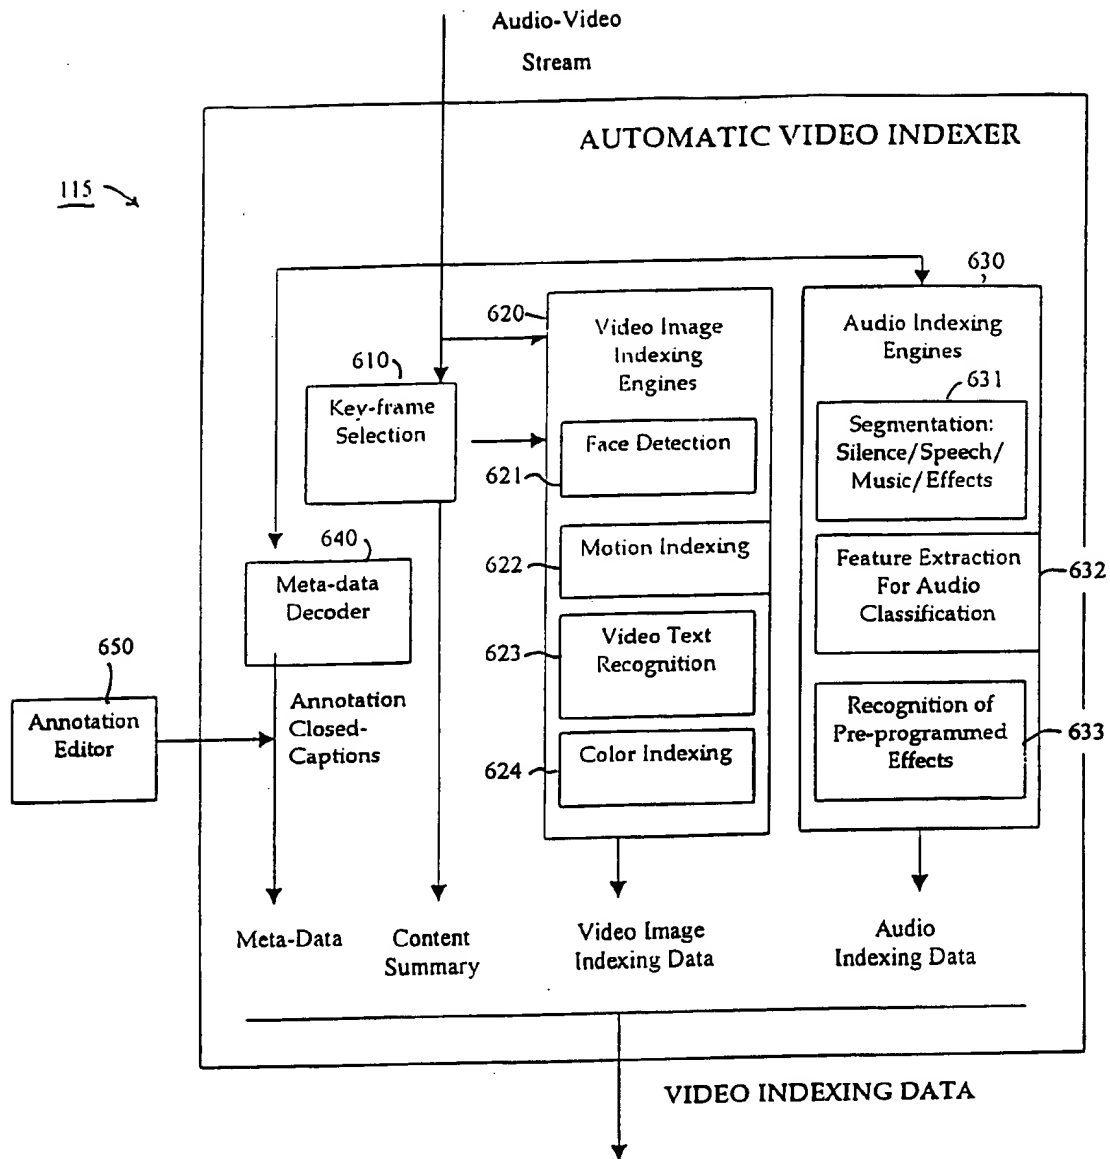 Audio-Video
Stream
AUTOMATIC VIDEO INDEXER
115
630
620
Video Image
Indexing
Engines
Audio Indexing
Engines
610
Key-frame
Selection
631
Segmentation:
Silence/Speech/
Music/Effects
Face Detection
621
640
Meta-data
Decoder
Motion Indexing
622
Feature Extraction
For Audio
Classification
632
623
Video Text
Recognition
650
Annotation
Editor
Annotation
Closed-
Captions
Recognition of
Pre-programmed
Effects
633
624
Color Indexing
Meta-Data
Content
Summary
Video Image
Indexing Data
Audio
Indexing Data
VIDEO INDEXING DATA